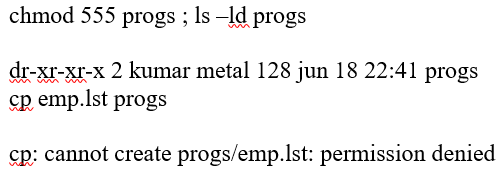 chmod 555 progs ; ls –ld progs
dr-xr-xr-x 2 kumar metal 128 jun 18 22:41 progs
cp emp.lst progs
cp: cannot create progs/emp.lst: permission denied